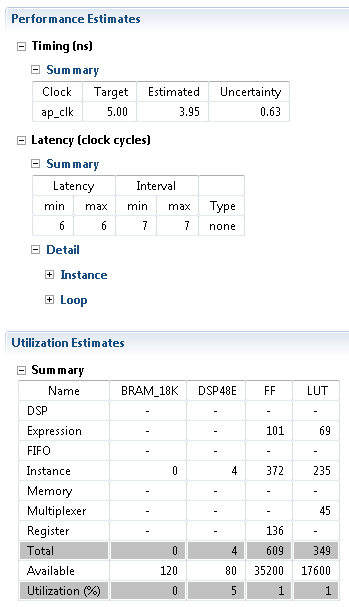 Performance Estimates
Timing (ns)
Summary
Clock Target Estimated Uncertainty
ap_clk 5.00 3.95 0.63
Latency (clock cycles)
Summary
Latency Interval
min max min max Type
6 6 7 7 none
Detail
Instance
Loop
Utilization Estimates
Summary
Name BRAM_18K DSP48E FF LUT
DSP - - - -
Expression - - 101 69
FIFO - - - -
Instance 0 4 372 235
Memory - - - -
Multiplexer - - - 45
Register - - 136 -
Total 0 4 609 349
Available 120 80 35200 17600
Utilization (%) 0 5 1 1